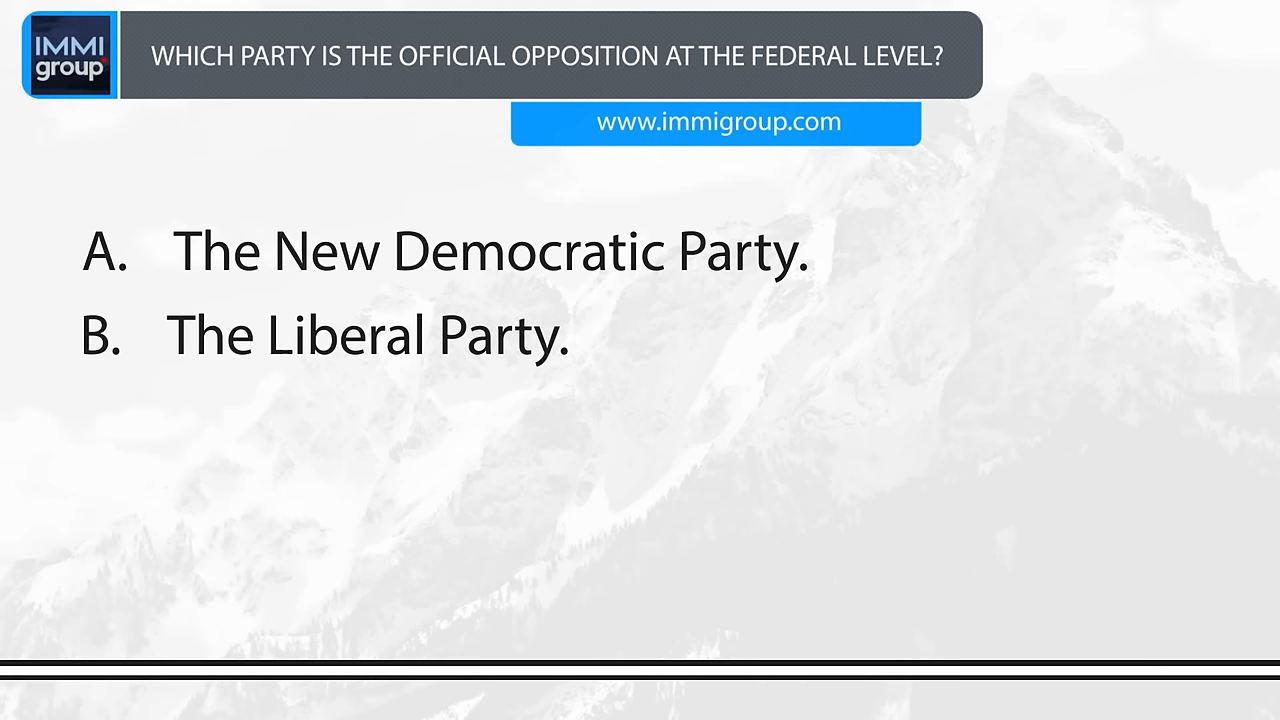 IMMI
group
WHICH PARTY IS THE OFFICIAL OPPOSITION AT THE FEDERAL LEVEL?
www.immigroup.com
A. The New Democratic Party.
B. The Liberal Party.